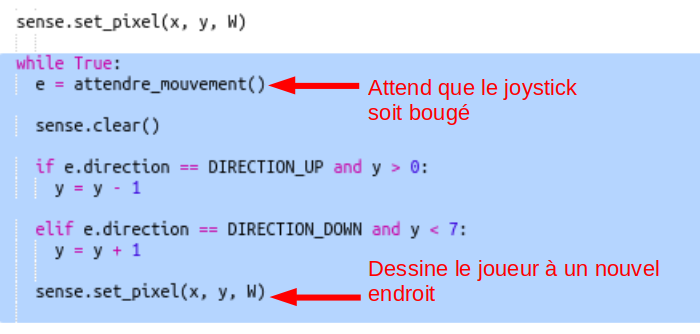 sense.set_pixel(x, y, W)
while True:
e = attendre_mouvement()
Attend que le joystick
soit bougé
sense.clear()
if e.direction == DIRECTION_UP and y > 0:
y = y - 1
elif e.direction == DIRECTION_DOWN and y < 7:
y = y + 1
Dessine le joueur à un nouvel
endroit
sense.set_pixel(x, y, W)